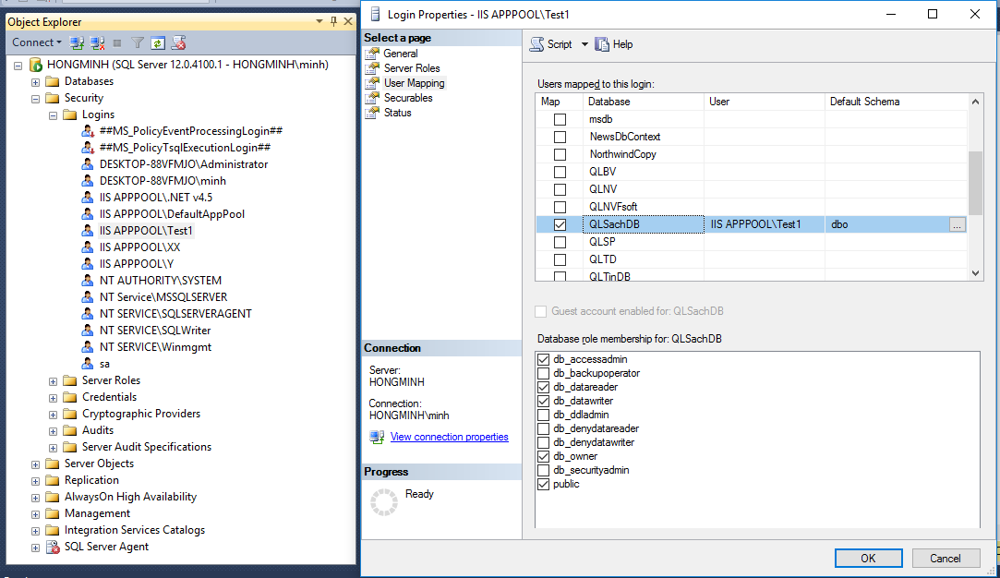 Object Explorer
Connect
HONGMINH (SQL Server 12.0.4100.1 - HONGMINH\minh)
Databases
Security
Logins
##MS_PolicyEventProcessingLogin##
##MS_PolicyTsqlExecutionLogin##
DESKTOP-88VFMJO\Administrator
DESKTOP-88VFMJO\minh
IIS APPPOOL\.NET v4.5
IIS APPPOOL\DefaultAppPool
IIS APPPOOL\Test1
IIS APPPOOL\XX
IIS APPPOOL\Y
NT AUTHORITY\SYSTEM
NT Service\MSSQLSERVER
NT SERVICE\SQLSERVERAGENT
NT SERVICE\SQLWriter
NT SERVICE\Winmgmt
sa
Server Roles
Credentials
Cryptographic Providers
Audits
Server Audit Specifications
Server Objects
Replication
AlwaysOn High Availability
Management
Integration Services Catalogs
SQL Server Agent
Login Properties - IIS APPPOOL\Test1
Select a page
General
Server Roles
User Mapping
Securables
Status
Connection
Server:
HONGMINH
Connection:
HONGMINH\minh
View connection properties
Progress
Ready
Script Help
Users mapped to this login:
Map Database User Default Schema
msdb
NewsDbContext
NorthwindCopy
QLBV
QLNV
QLNVFsoft
QLSachDB IIS APPPOOL\Test1 dbo ...
QLSP
QLTD
QLTinDB
Guest account enabled for: QLSachDB
Database role membership for: QLSachDB
db_accessadmin
db_backupoperator
db_datareader
db_datawriter
db_ddladmin
db_denydatareader
db_denydatawriter
db_owner
db_securityadmin
public
OK Cancel